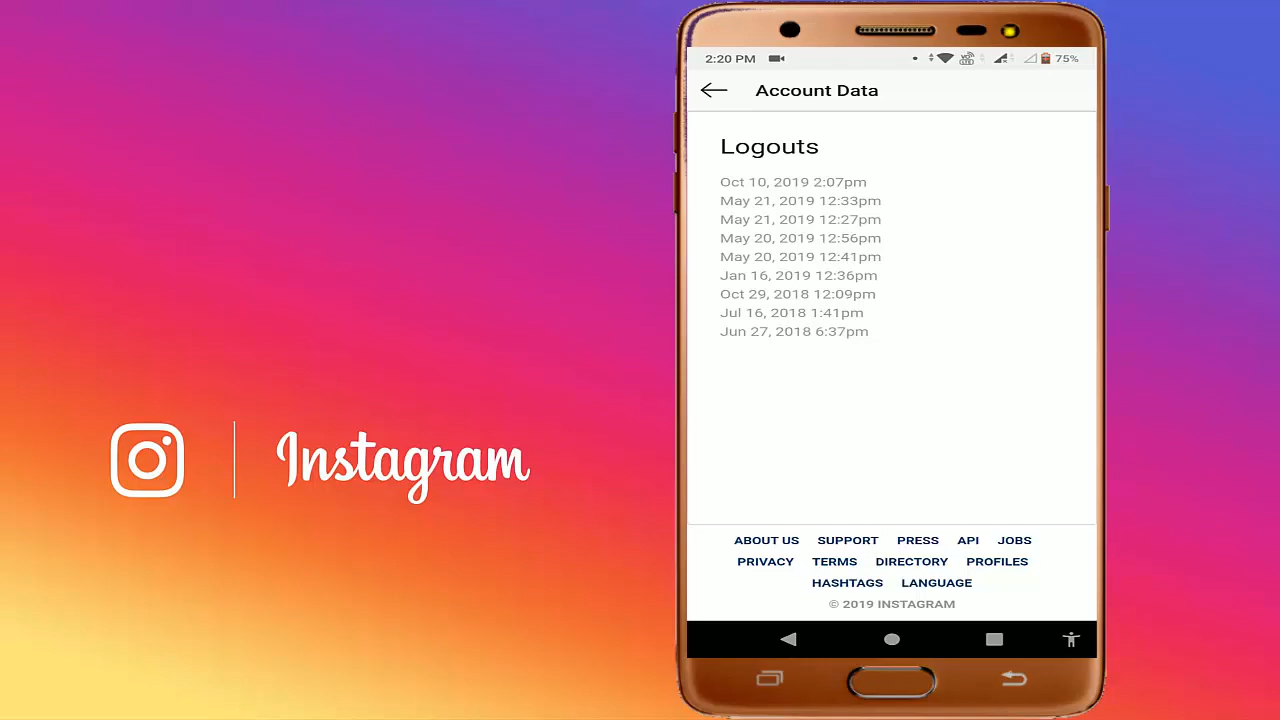 2:20 PM
75%
Account Data
Logouts
Oct 10, 2019 2:07pm
May 21, 2019 12:33pm
May 21, 2019 12:27pm
May 20, 2019 12:56pm
May 20, 2019 12:41pm
Jan 16, 2019 12:36pm
Oct 29, 2018 12:09pm
Jul 16, 2018 1:41pm
Jun 27, 2018 6:37pm
Instagram
ABOUT US SUPPORT PRESS API JOBS
PRIVACY TERMS DIRECTORY PROFILES
HASHTAGS LANGUAGE
© 2019 INSTAGRAM